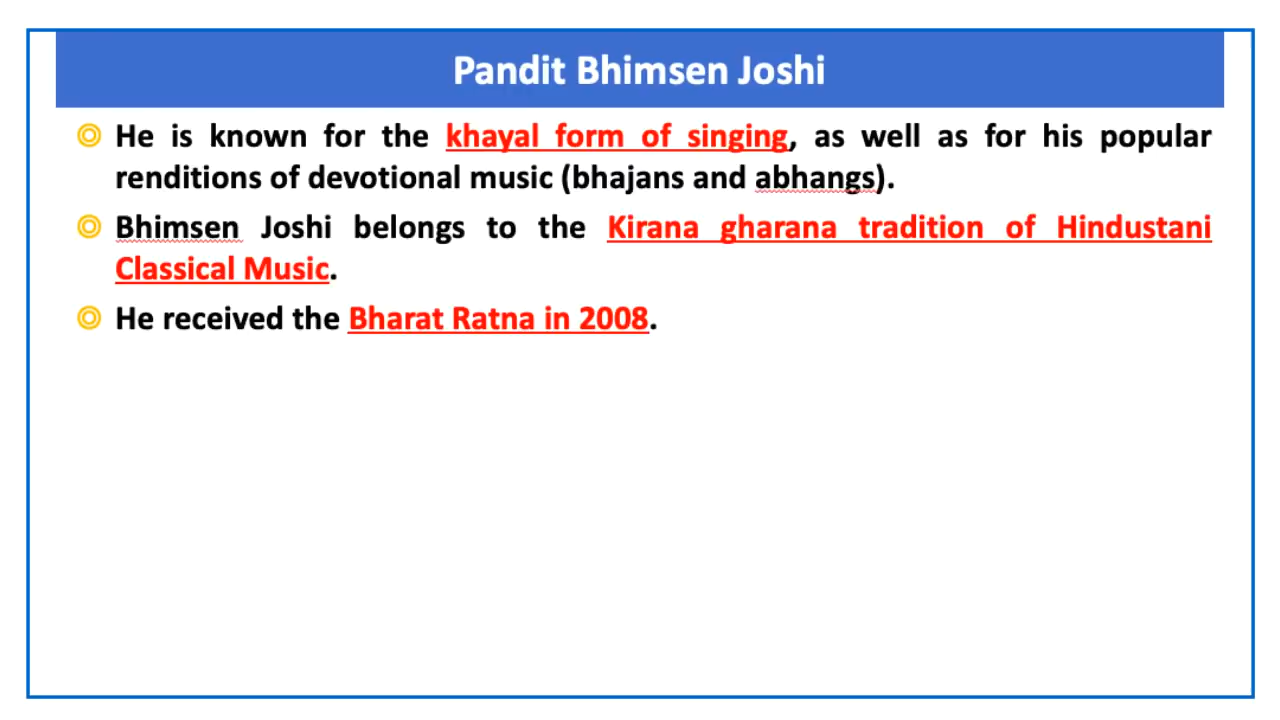 Pandit Bhimsen Joshi
He is known for the khayal form of singing, as well as for his popular
renditions of devotional music (bhajans and abhangs).
Bhimsen Joshi belongs to the Kirana gharana tradition of Hindustani
Classical Music.
He received the Bharat Ratna in 2008.